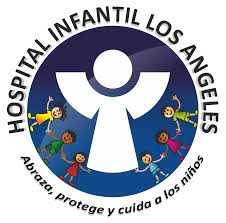 HOSPITAL INFANTIL LOS ANGELES
Abraza, protege y cuida a los niños